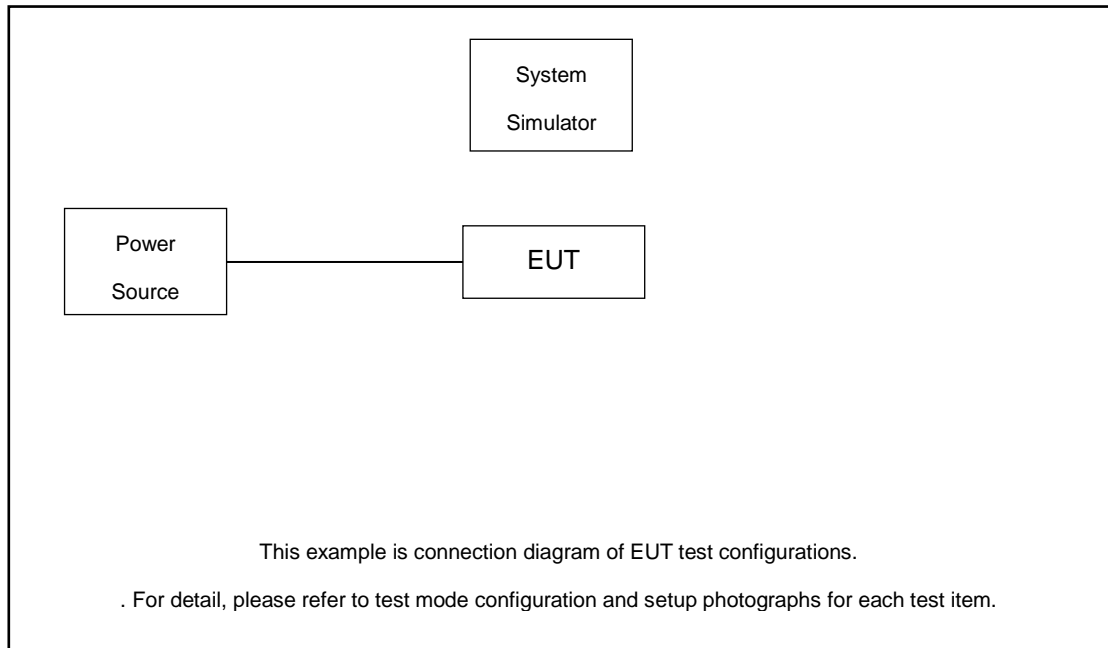 System
Simulator
Power
Source
EUT
This example is connection diagram of EUT test configurations.
. For detail, please refer to test mode configuration and setup photographs for each test item.